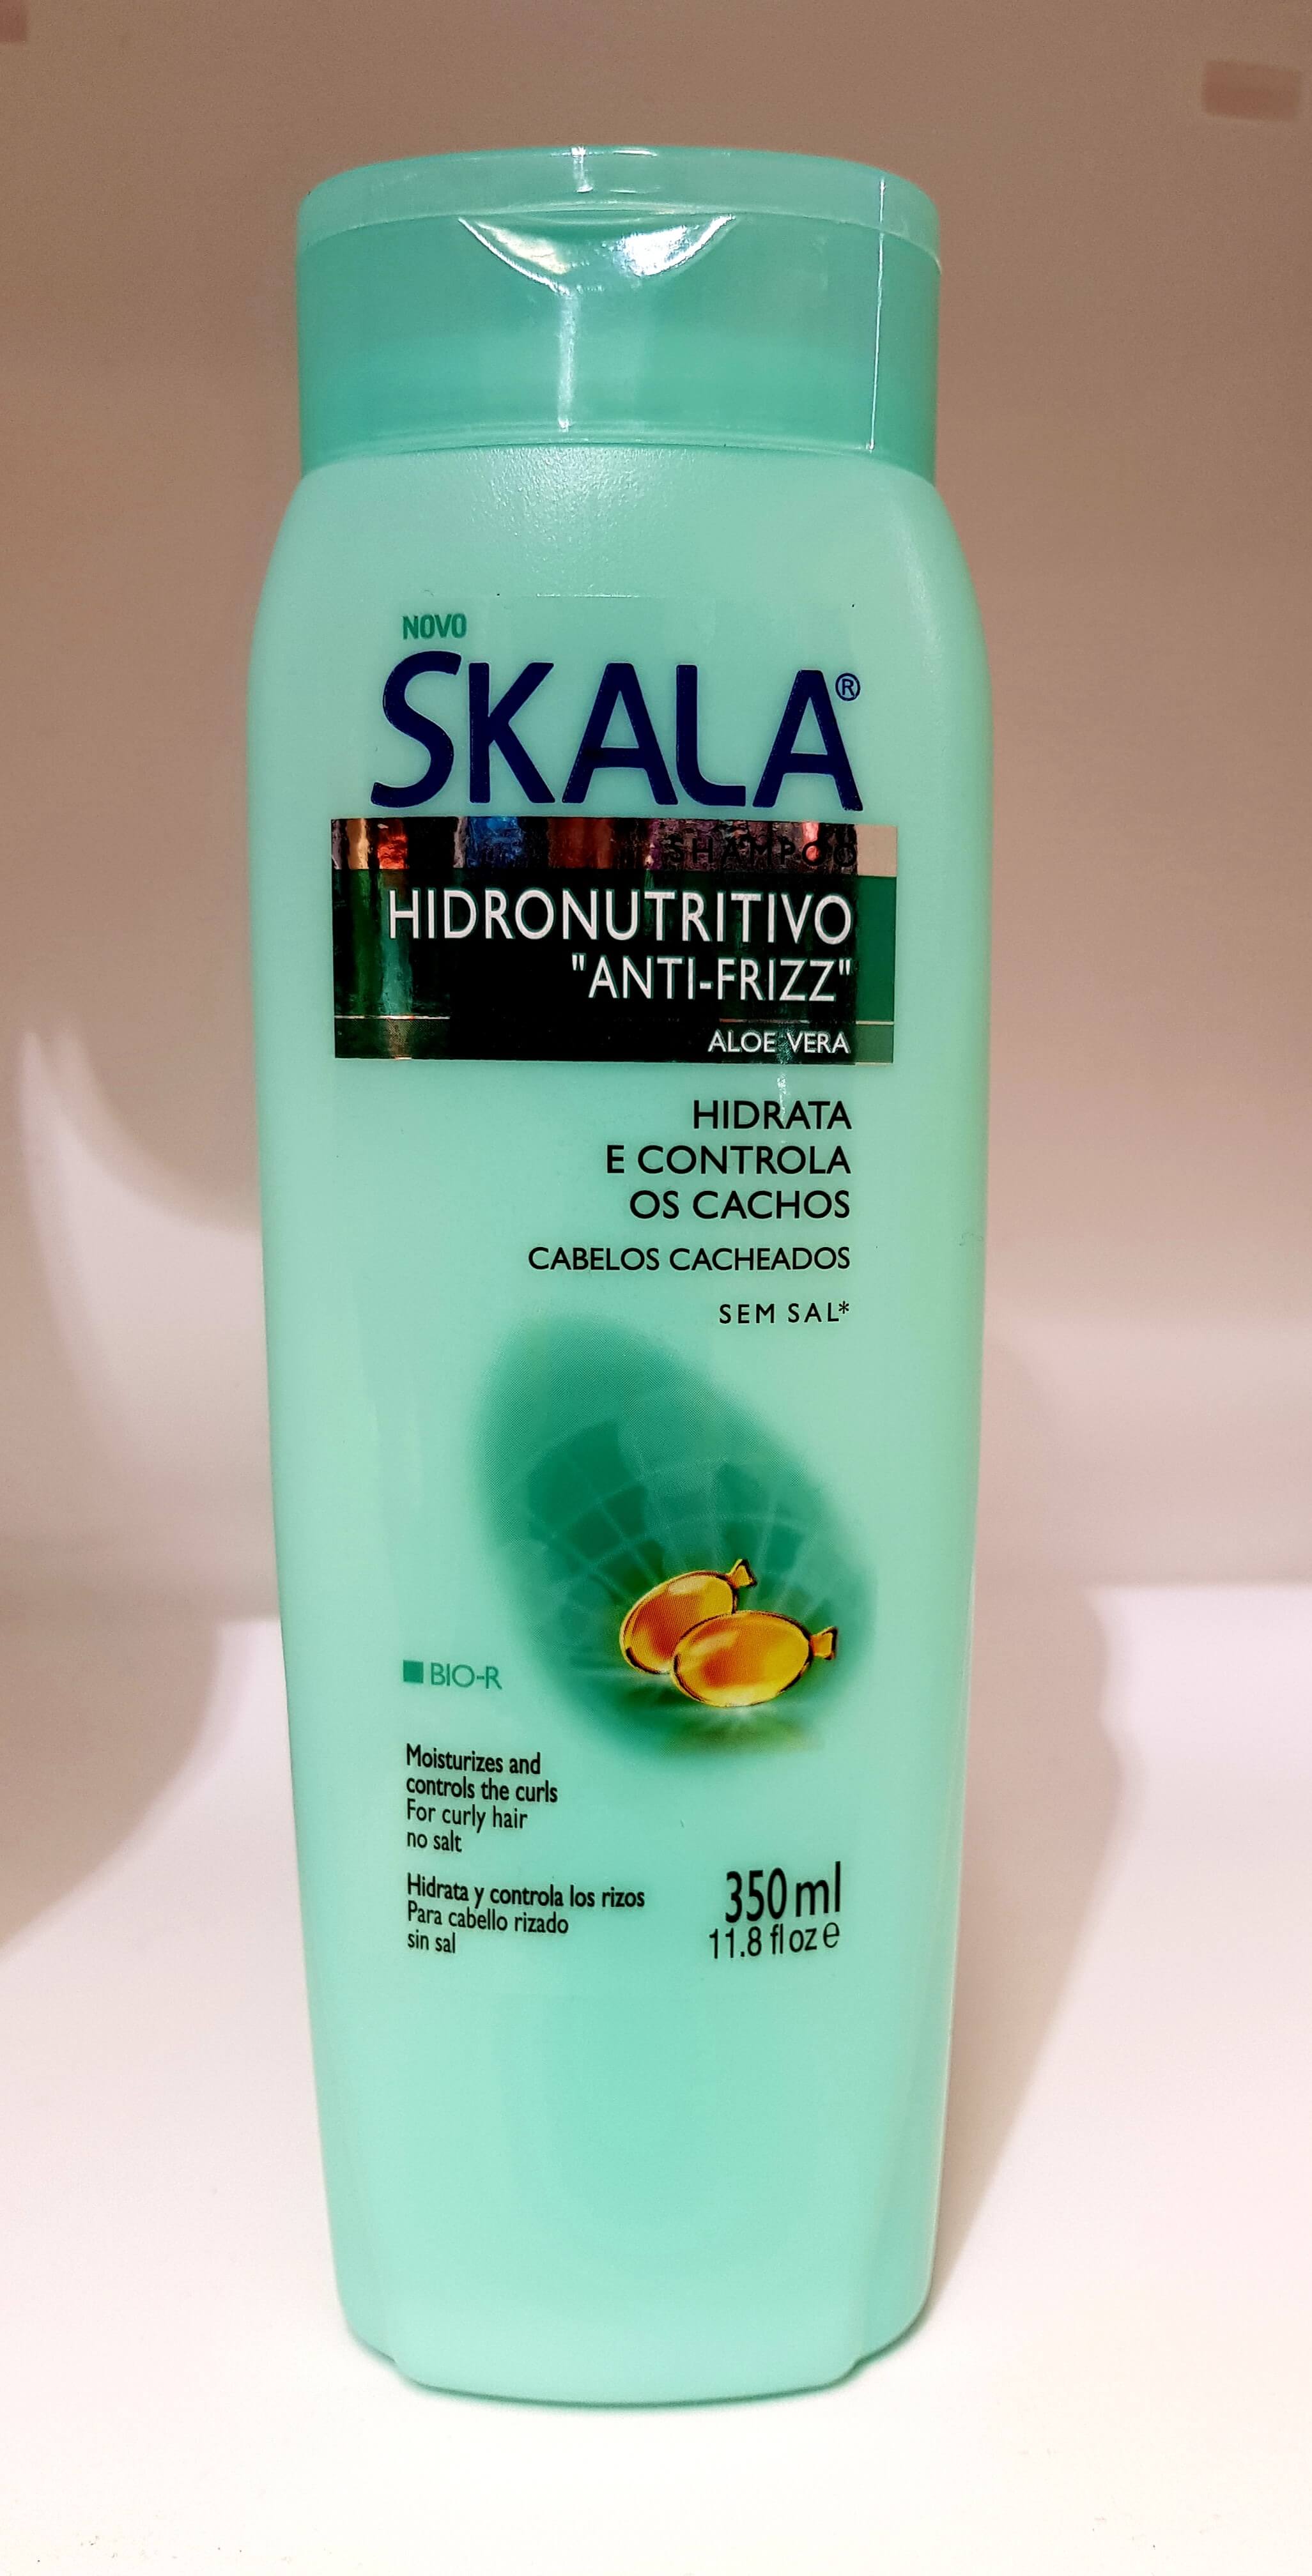 NOVO
SKALA®
SHAMPOO
HIDRONUTRITIVO
"ANTI-FRIZZ"
ALOE VERA
HIDRATA
E CONTROLA
OS CACHOS
CABELOS CACHEADOS
SEM SAL*
BIO-R
Moisturizes and
controls the curls
For curly hair
no salt
Hidrata y controla los rizos
Para cabello rizado
sin sal
350 ml
11.8 fl oz e